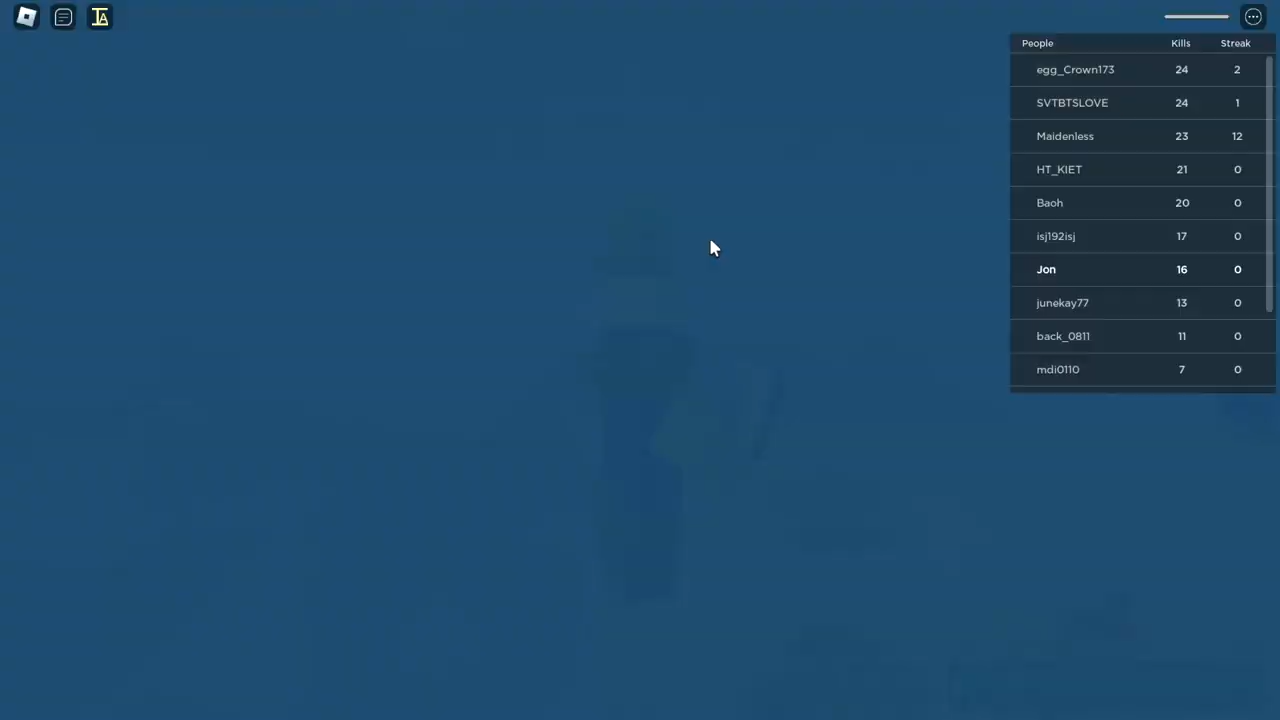 People Kills Streak
egg_Crown173 24 2
SVTBTSLOVE 24 1
Maidenless 23 12
HT_KIET 21 0
Baoh 20 0
isj192isj 17 0
Jon 16 0
junekay77 13 0
back_0811 11 0
mdi0110 7 0